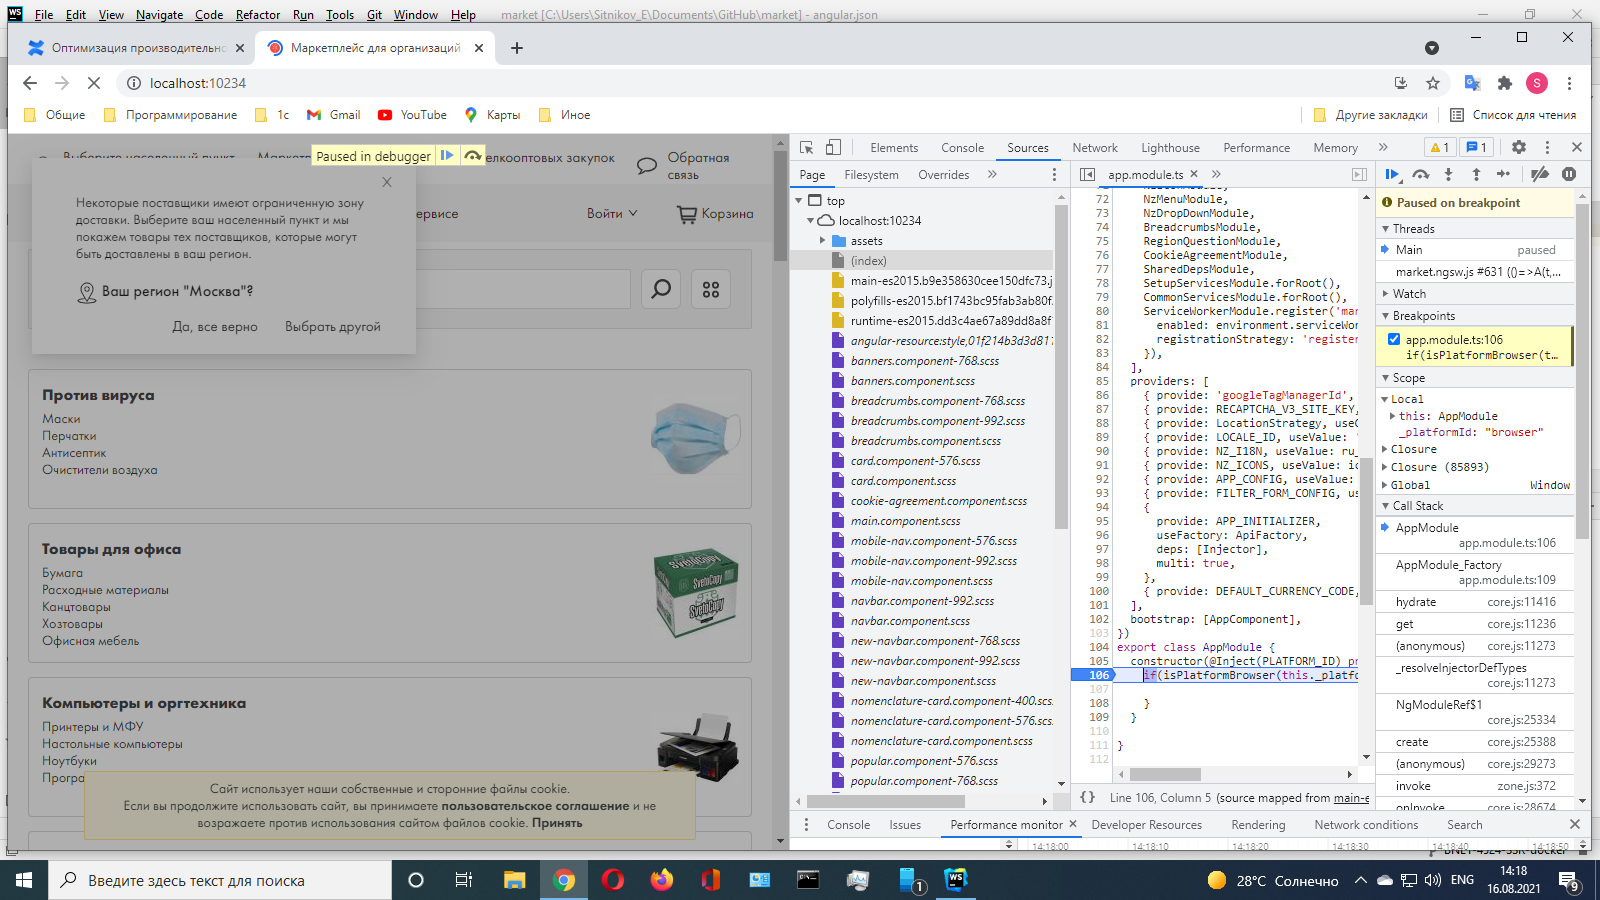 File Edit View Navigate Code Refactor Run Tools Git Window Help market [C:\Users\Sitnikov_E\Documents\GitHub\market] - angular.json
Оптимизация производительно
Маркетплейс для организаций
localhost:10234
Общие Программирование 1с Gmail YouTube Карты Иное Другие закладки Список для чтения
Paused in debugger
елкооптовых закупок
Обратная
связь
ервисе
Войти
Корзина
Некоторые поставщики имеют ограниченную зону
доставки. Выберите ваш населенный пункт и мы
покажем товары тех поставщиков, которые могут
быть доставлены в ваш регион.
Ваш регион "Москва"?
Да, все верно Выбрать другой
Против вируса
Маски
Перчатки
Антисептик
Очистители воздуха
Товары для офиса
Бумага
Расходные материалы
Канцтовары
Хозтовары
Офисная мебель
SvetoCopy
SvetoCopy
Компьютеры и оргтехника
Принтеры и МФУ
Настольные компьютеры
Ноутбуки
Програ
Сайт использует наши собственные и сторонние файлы cookie.
Если вы продолжите использовать сайт, вы принимаете пользовательское соглашение и не
возражаете против использования сайтом файлов cookie. Принять
Elements Console Sources Network Lighthouse Performance Memory » 1 1
Page Filesystem Overrides »
top
localhost:10234
assets
(index)
main-es2015.b9e358630cee150dfc73.j
polyfills-es2015.bf1743bc95fab3ab80f.
runtime-es2015.dd3c4ae67a89dd8a8f
angular-resource:style,01f214b3d3d811
banners.component-768.scss
banners.component.scss
breadcrumbs.component-768.scss
breadcrumbs.component-992.scss
breadcrumbs.component.scss
card.component-576.scss
card.component.scss
cookie-agreement.component.scss
main.component.scss
mobile-nav.component-576.scss
mobile-nav.component-992.scss
mobile-nav.component.scss
navbar.component-992.scss
navbar.component.scss
new-navbar.component-768.scss
new-navbar.component-992.scss
new-navbar.component.scss
nomenclature-card.component-400.scs
nomenclature-card.component-576.scs
nomenclature-card.component.scss
popular.component-576.scss
popular.component-768.scss
app.module.ts »
72 NzMenuModule,
73 NzDropDownModule,
74 BreadcrumbsModule,
75 RegionQuestionModule,
76 CookieAgreementModule,
77 SharedDepsModule,
78 SetupServicesModule.forRoot(),
79 CommonServicesModule.forRoot(),
80 ServiceWorkerModule.register('mar
81 enabled: environment.serviceWor
82 registrationStrategy: 'register
83 }),
84 ],
85 providers: [
86 { provide: 'googleTagManagerId',
87 { provide: RECAPTCHA_V3_SITE_KEY,
88 { provide: LocationStrategy, useC
89 { provide: LOCALE_ID, useValue: '
90 { provide: NZ_I18N, useValue: ru_
91 { provide: NZ_ICONS, useValue: ic
92 { provide: APP_CONFIG, useValue:
93 { provide: FILTER_FORM_CONFIG, us
94 {
95 provide: APP_INITIALIZER,
96 useFactory: ApiFactory,
97 deps: [Injector],
98 multi: true,
99 },
100 { provide: DEFAULT_CURRENCY_CODE,
101 ],
102 bootstrap: [AppComponent],
103 })
104 export class AppModule {
105 constructor(@Inject(PLATFORM_ID) pr
106 if(isPlatformBrowser(this._platfo
107
108 }
109 }
110
111 }
112
{} Line 106, Column 5 (source mapped from main-e
Paused on breakpoint
Threads
Main paused
market.ngsw.js #631 (()=>A(t,...
Watch
Breakpoints
app.module.ts:106
if(isPlatformBrowser(t…
Scope
Local
this: AppModule
_platformId: "browser"
Closure
Closure (85893)
Global Window
Call Stack
AppModule
app.module.ts:106
AppModule_Factory
app.module.ts:109
hydrate core.js:11416
get core.js:11236
(anonymous) core.js:11273
_resolveInjectorDefTypes
core.js:11273
NgModuleRef$1
core.js:25334
create core.js:25388
(anonymous) core.js:29273
invoke zone.js:372
onInvoke core.js:28674
Console Issues Performance monitor Developer Resources Rendering Network conditions Search
14:18:00 14:18:10 14:18:20 14:18:30 14:18:40 14:18:50
Введите здесь текст для поиска
28°C Солнечно ENG 14:18
16.08.2021